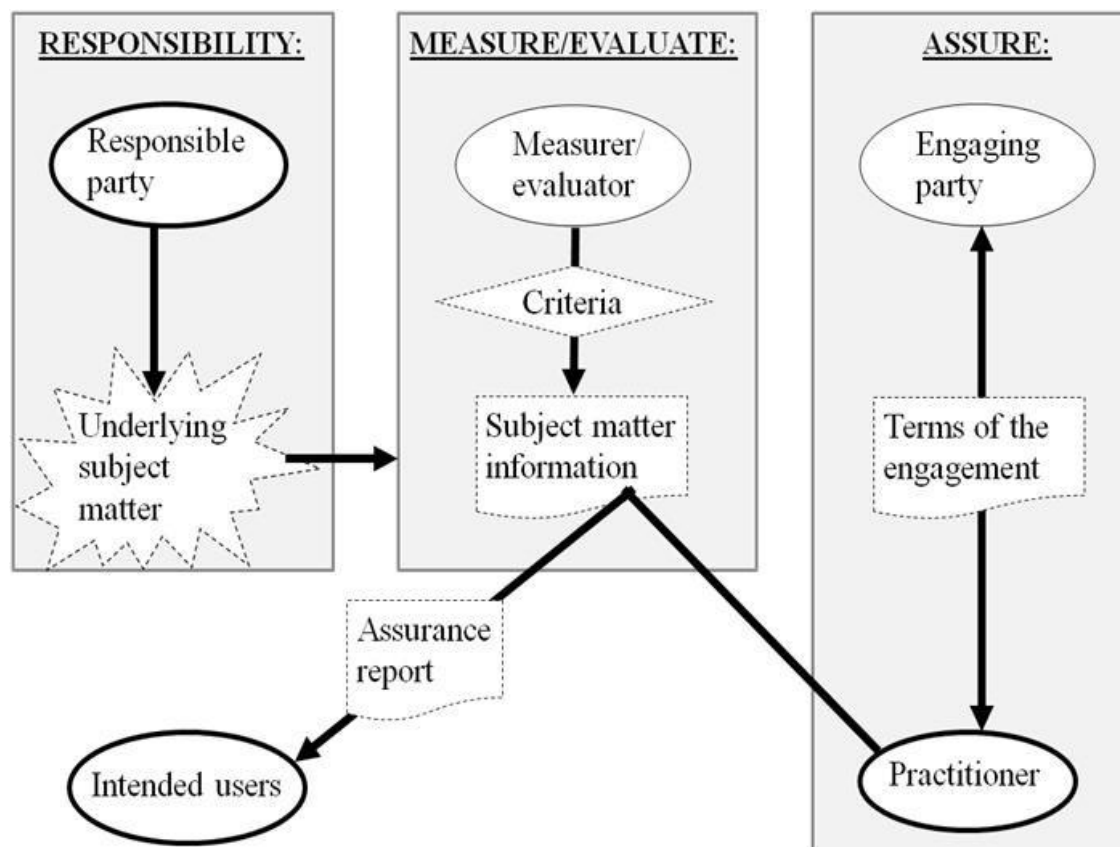 RESPONSIBILITY:
Responsible
party
Underlying
subject
matter
MEASURE/EVALUATE:
Measurer/
evaluator
Criteria
Subject matter
information
ASSURE:
Engaging
party
Terms of the
engagement
Practitioner
Assurance
report
Intended users